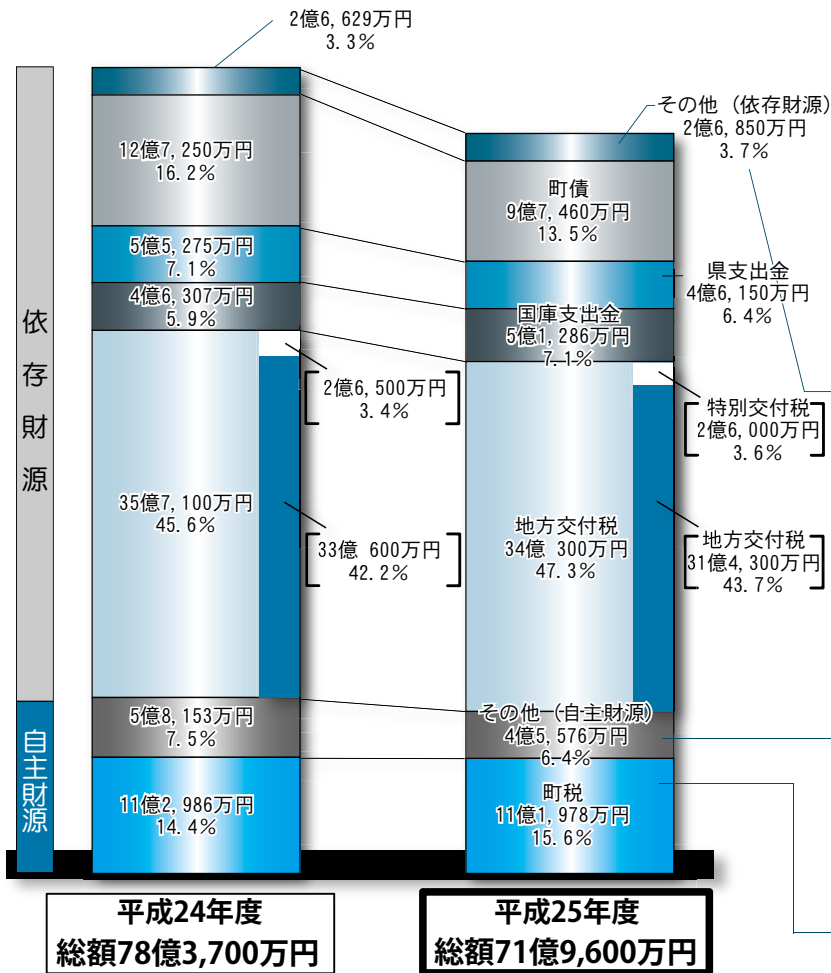 依存財源
自主財源
2億6,629万円
3.3%
12億7,250万円
16.2%
5億5,275万円
7.1%
4億6,307万円
5.9%
2億6,500万円
3.4%
35億7,100万円
45.6%
33億 600万円
42.2%
5億8,153万円
7.5%
11億2,986万円
14.4%
平成24年度
総額78億3,700万円
その他（依存財源）
2億6,850万円
3.7%
町債
9億7,460万円
13.5%
県支出金
4億6,150万円
6.4%
国庫支出金
5億1,286万円
7.1%
特別交付税
2億6,000万円
3.6%
地方交付税
34億 300万円
47.3%
地方交付税
31億4,300万円
43.7%
その他（自主財源）
4億5,576万円
6.4%
町税
11億1,978万円
15.6%
平成25年度
総額71億9,600万円